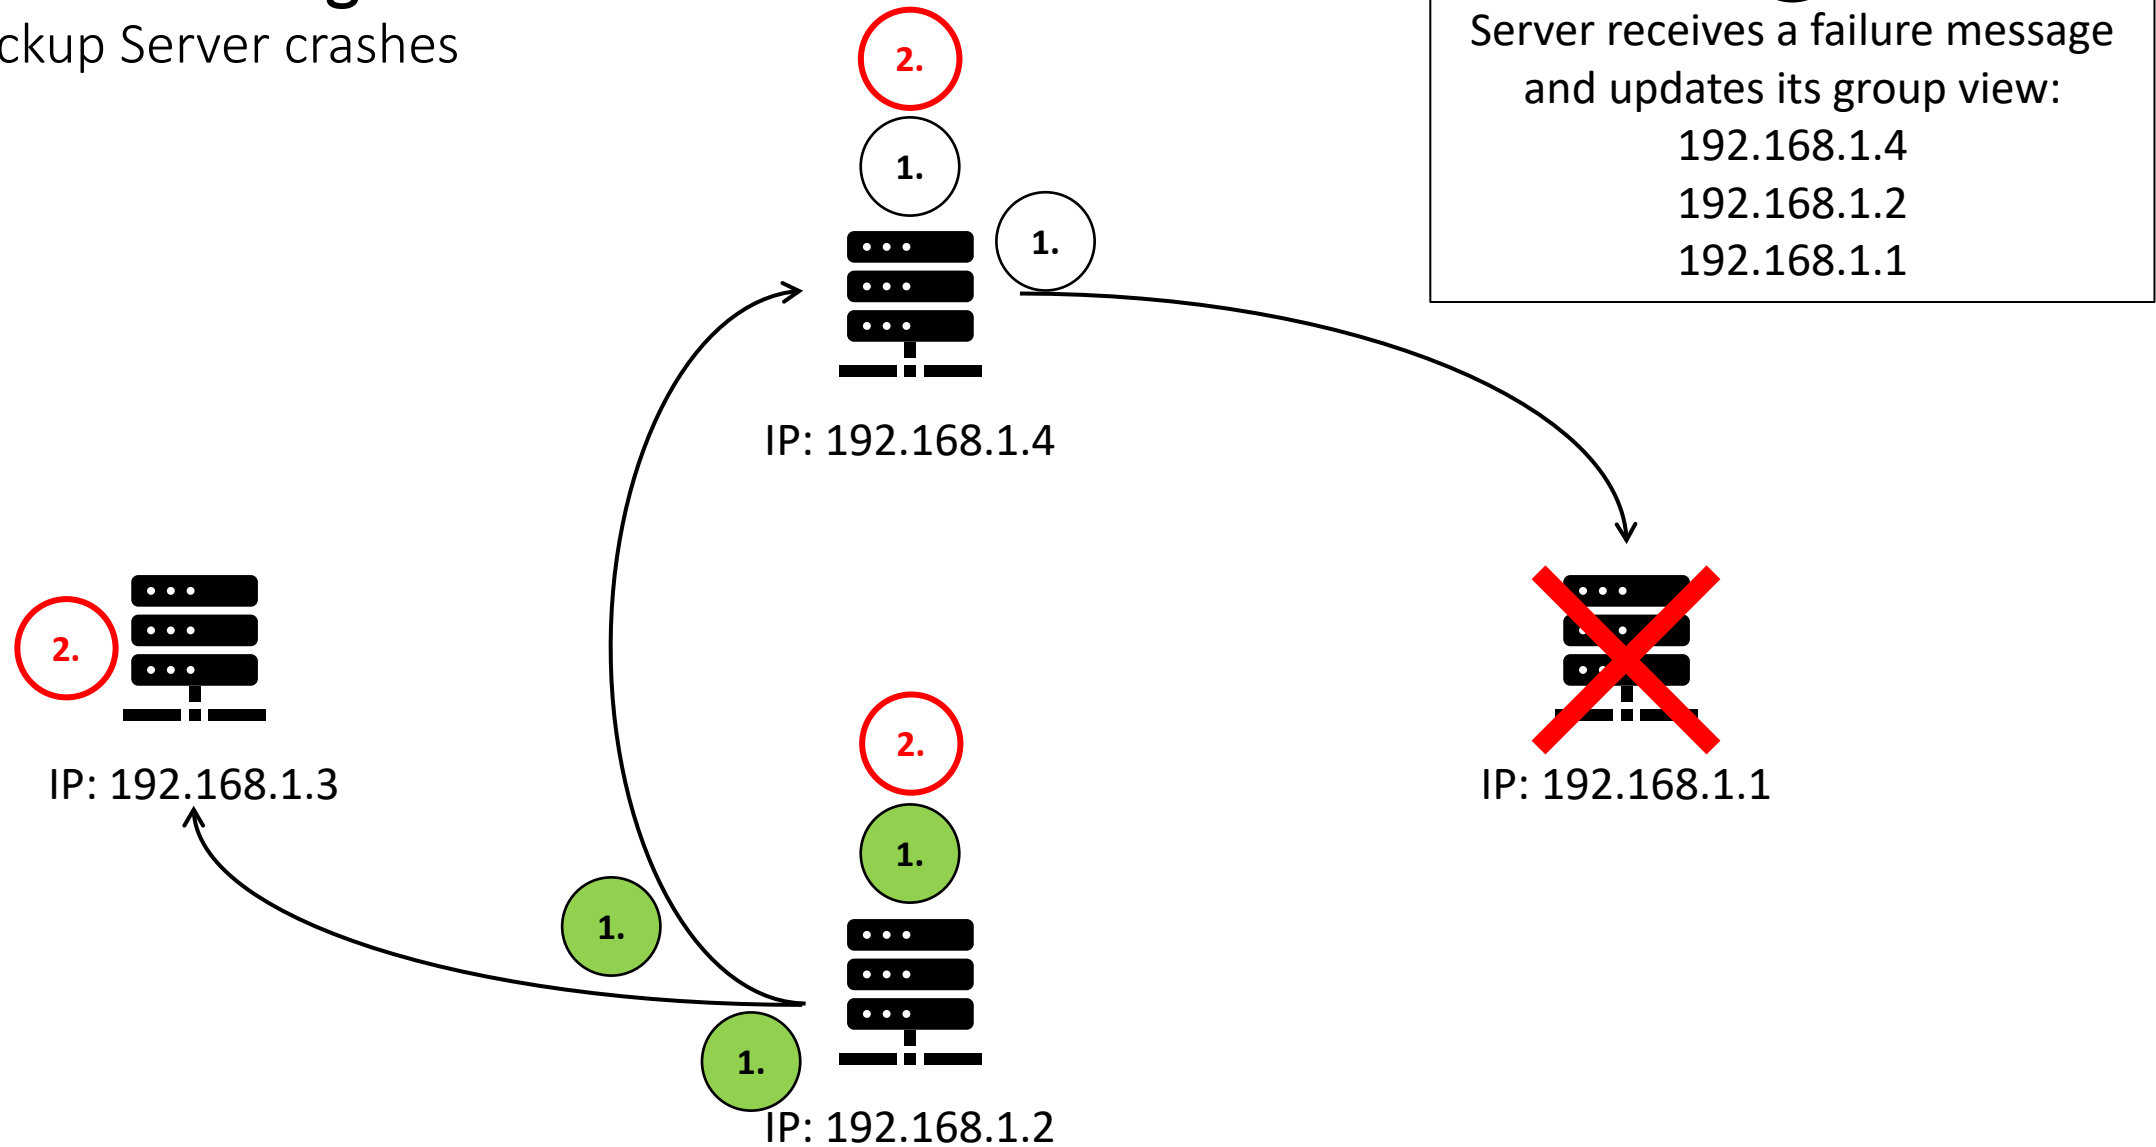 ckup Server crashes
Server receives a failure message
and updates its group view:
192.168.1.4
192.168.1.2
192.168.1.1
2.
1.
1.
IP: 192.168.1.4
2.
IP: 192.168.1.3
IP: 192.168.1.1
2.
1.
1.
1.
IP: 192.168.1.2